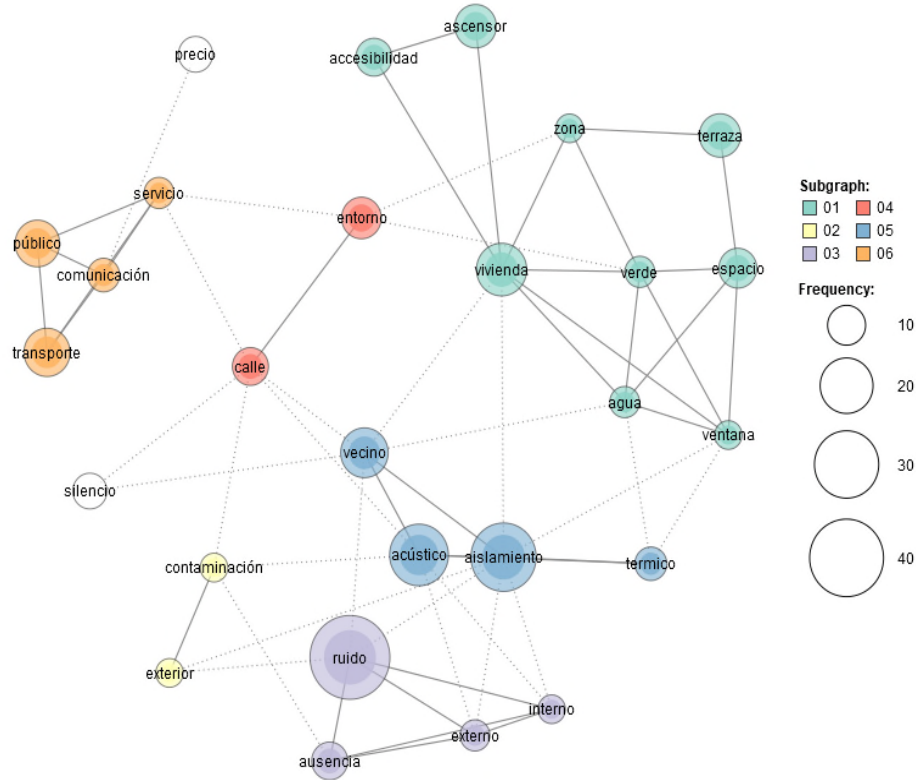 ascensor
precio
accesibilidad
zona
terraza
servicio
entorno
público
comunicación
vivienda
verde
espacio
transporte
calle
agua
ventana
vecino
silencio
acústico
aislamiento
termico
contaminación
ruido
exterior
interno
externo
ausencia
Subgraph:
01 04
02 05
03 06
Frequency:
10
20
30
40